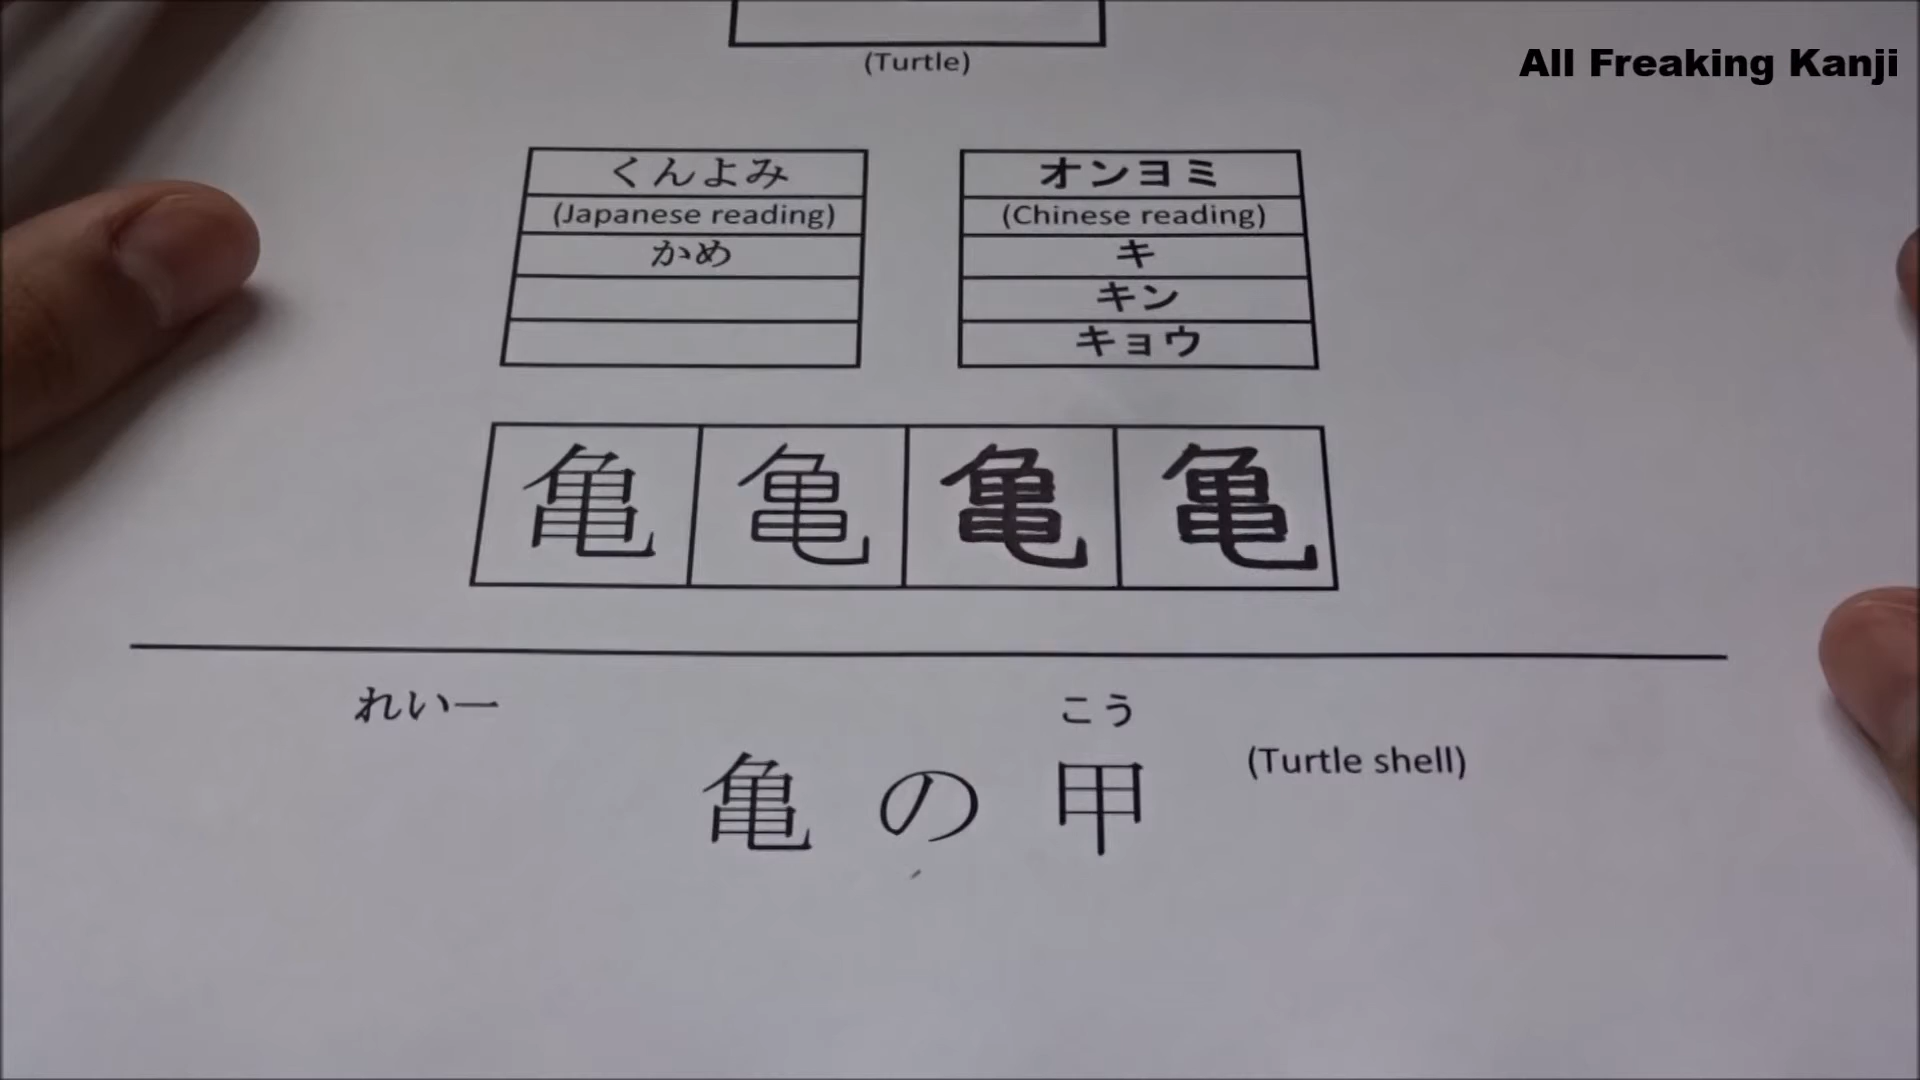 All Freaking Kanji
(Turtle)
くんよみ
(Japanese reading)
かめ
オンヨミ
(Chinese reading)
キ
キン
キョウ
亀 亀 亀 亀
れいー
こう
亀 の 甲
(Turtle shell)